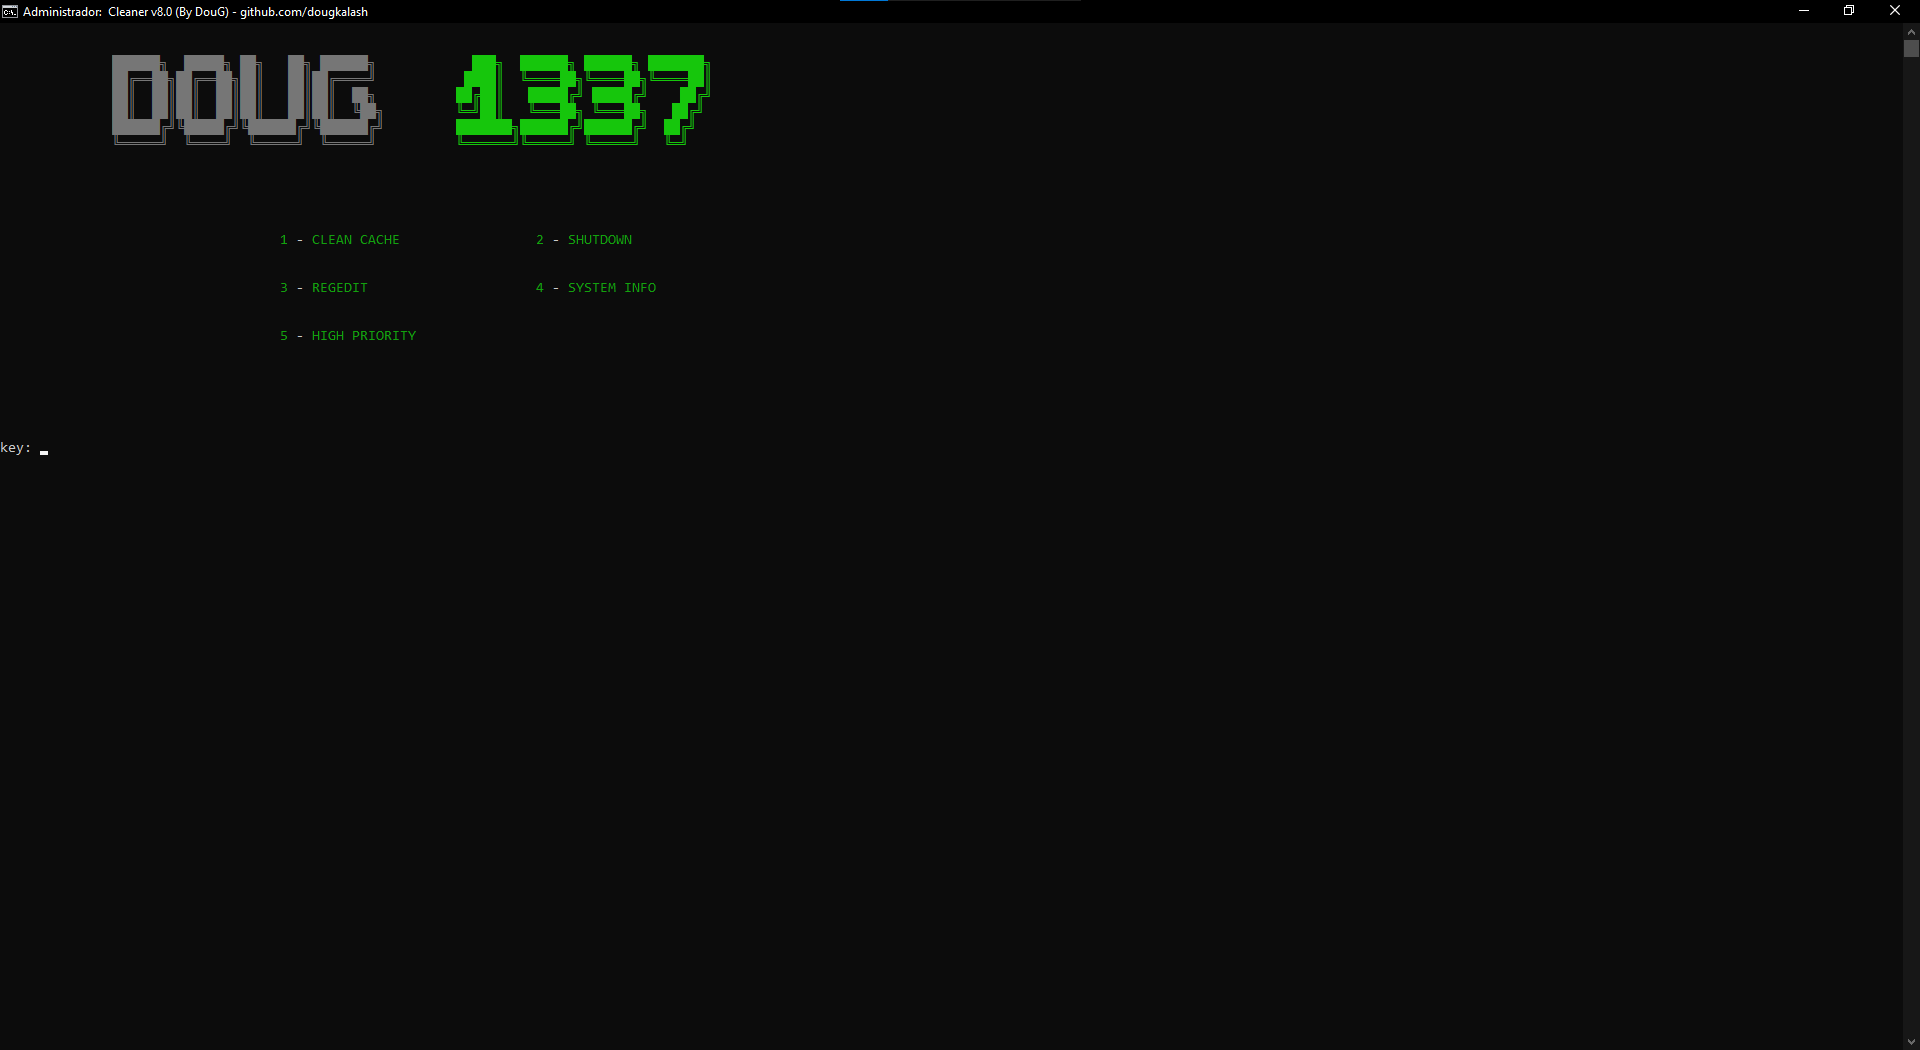 Administrador:  Cleaner v8.0 (By DouG) - github.com/dougkalash
DOUG 1337
1 - CLEAN CACHE 2 - SHUTDOWN
3 - REGEDIT 4 - SYSTEM INFO
5 - HIGH PRIORITY
key: